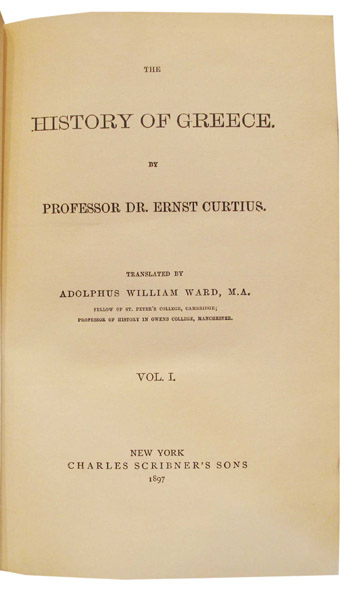 THE
HISTORY OF GREECE.
BY
PROFESSOR DR. ERNST CURTIUS.
TRANSLATED BY
ADOLPHUS WILLIAM WARD, M.A.
FELLOW OF ST. PETER'S COLLEGE, CAMBRIDGE;
PROFESSOR OF HISTORY IN OWENS COLLEGE, MANCHESTER.
VOL. I.
NEW YORK
CHARLES SCRIBNER'S SONS
1897